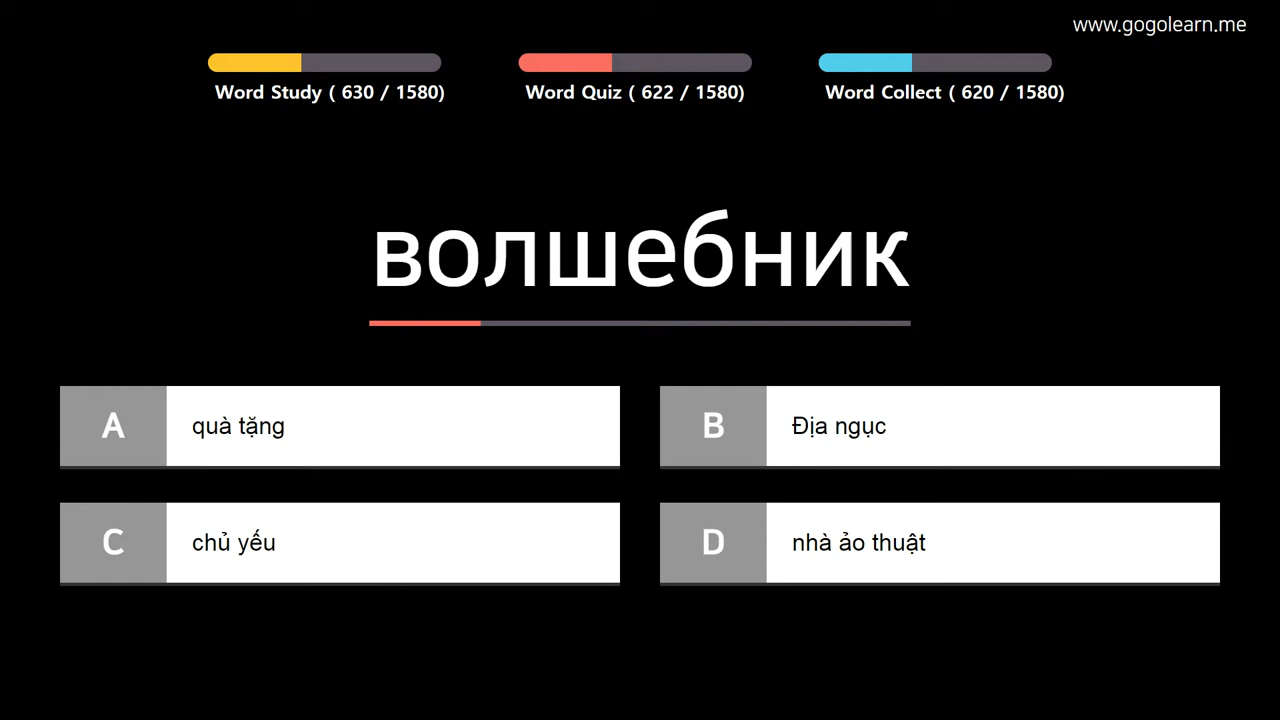 www.gogolearn.me
Word Study ( 630 / 1580)
Word Quiz ( 622 / 1580)
Word Collect ( 620 / 1580)
волшебник
A quà tặng
B Địa ngục
C chủ yếu
D nhà ảo thuật